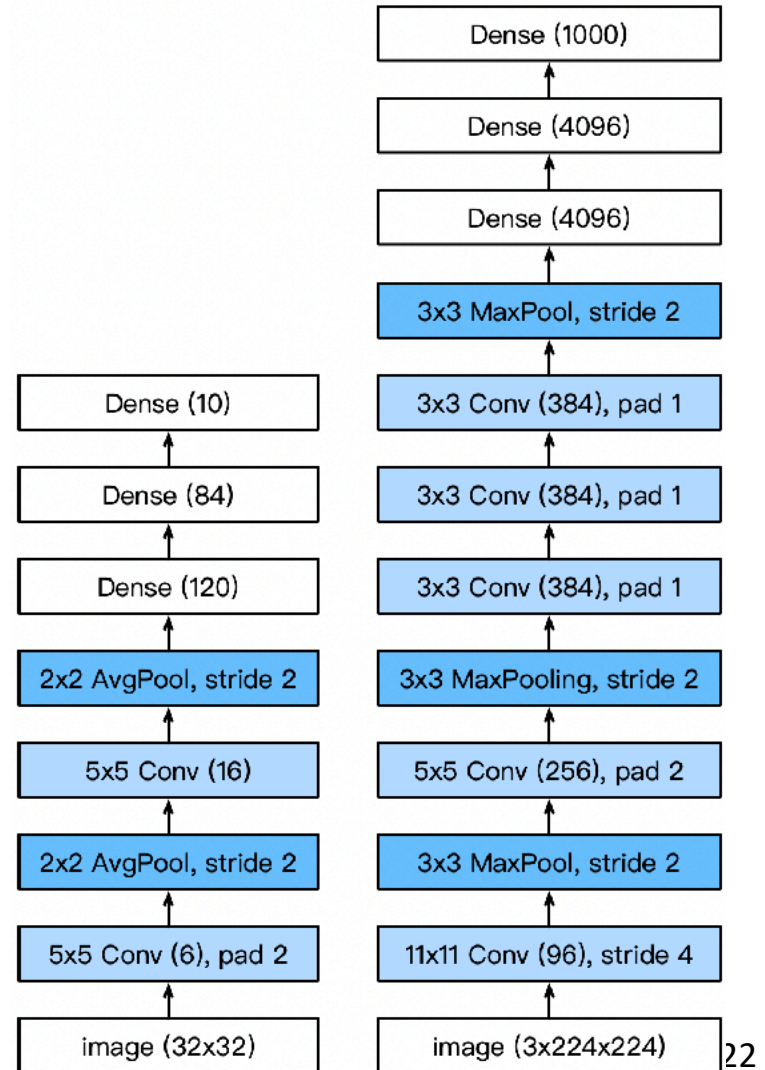 Dense (1000)
Dense (4096)
Dense (4096)
3x3 MaxPool, stride 2
3x3 Conv (384), pad 1
3x3 Conv (384), pad 1
3x3 Conv (384), pad 1
3x3 MaxPooling, stride 2
5x5 Conv (256), pad 2
3x3 MaxPool, stride 2
11x11 Conv (96), stride 4
image (3x224x224)
Dense (10)
Dense (84)
Dense (120)
2x2 AvgPool, stride 2
5x5 Conv (16)
2x2 AvgPool, stride 2
5x5 Conv (6), pad 2
image (32x32)
22